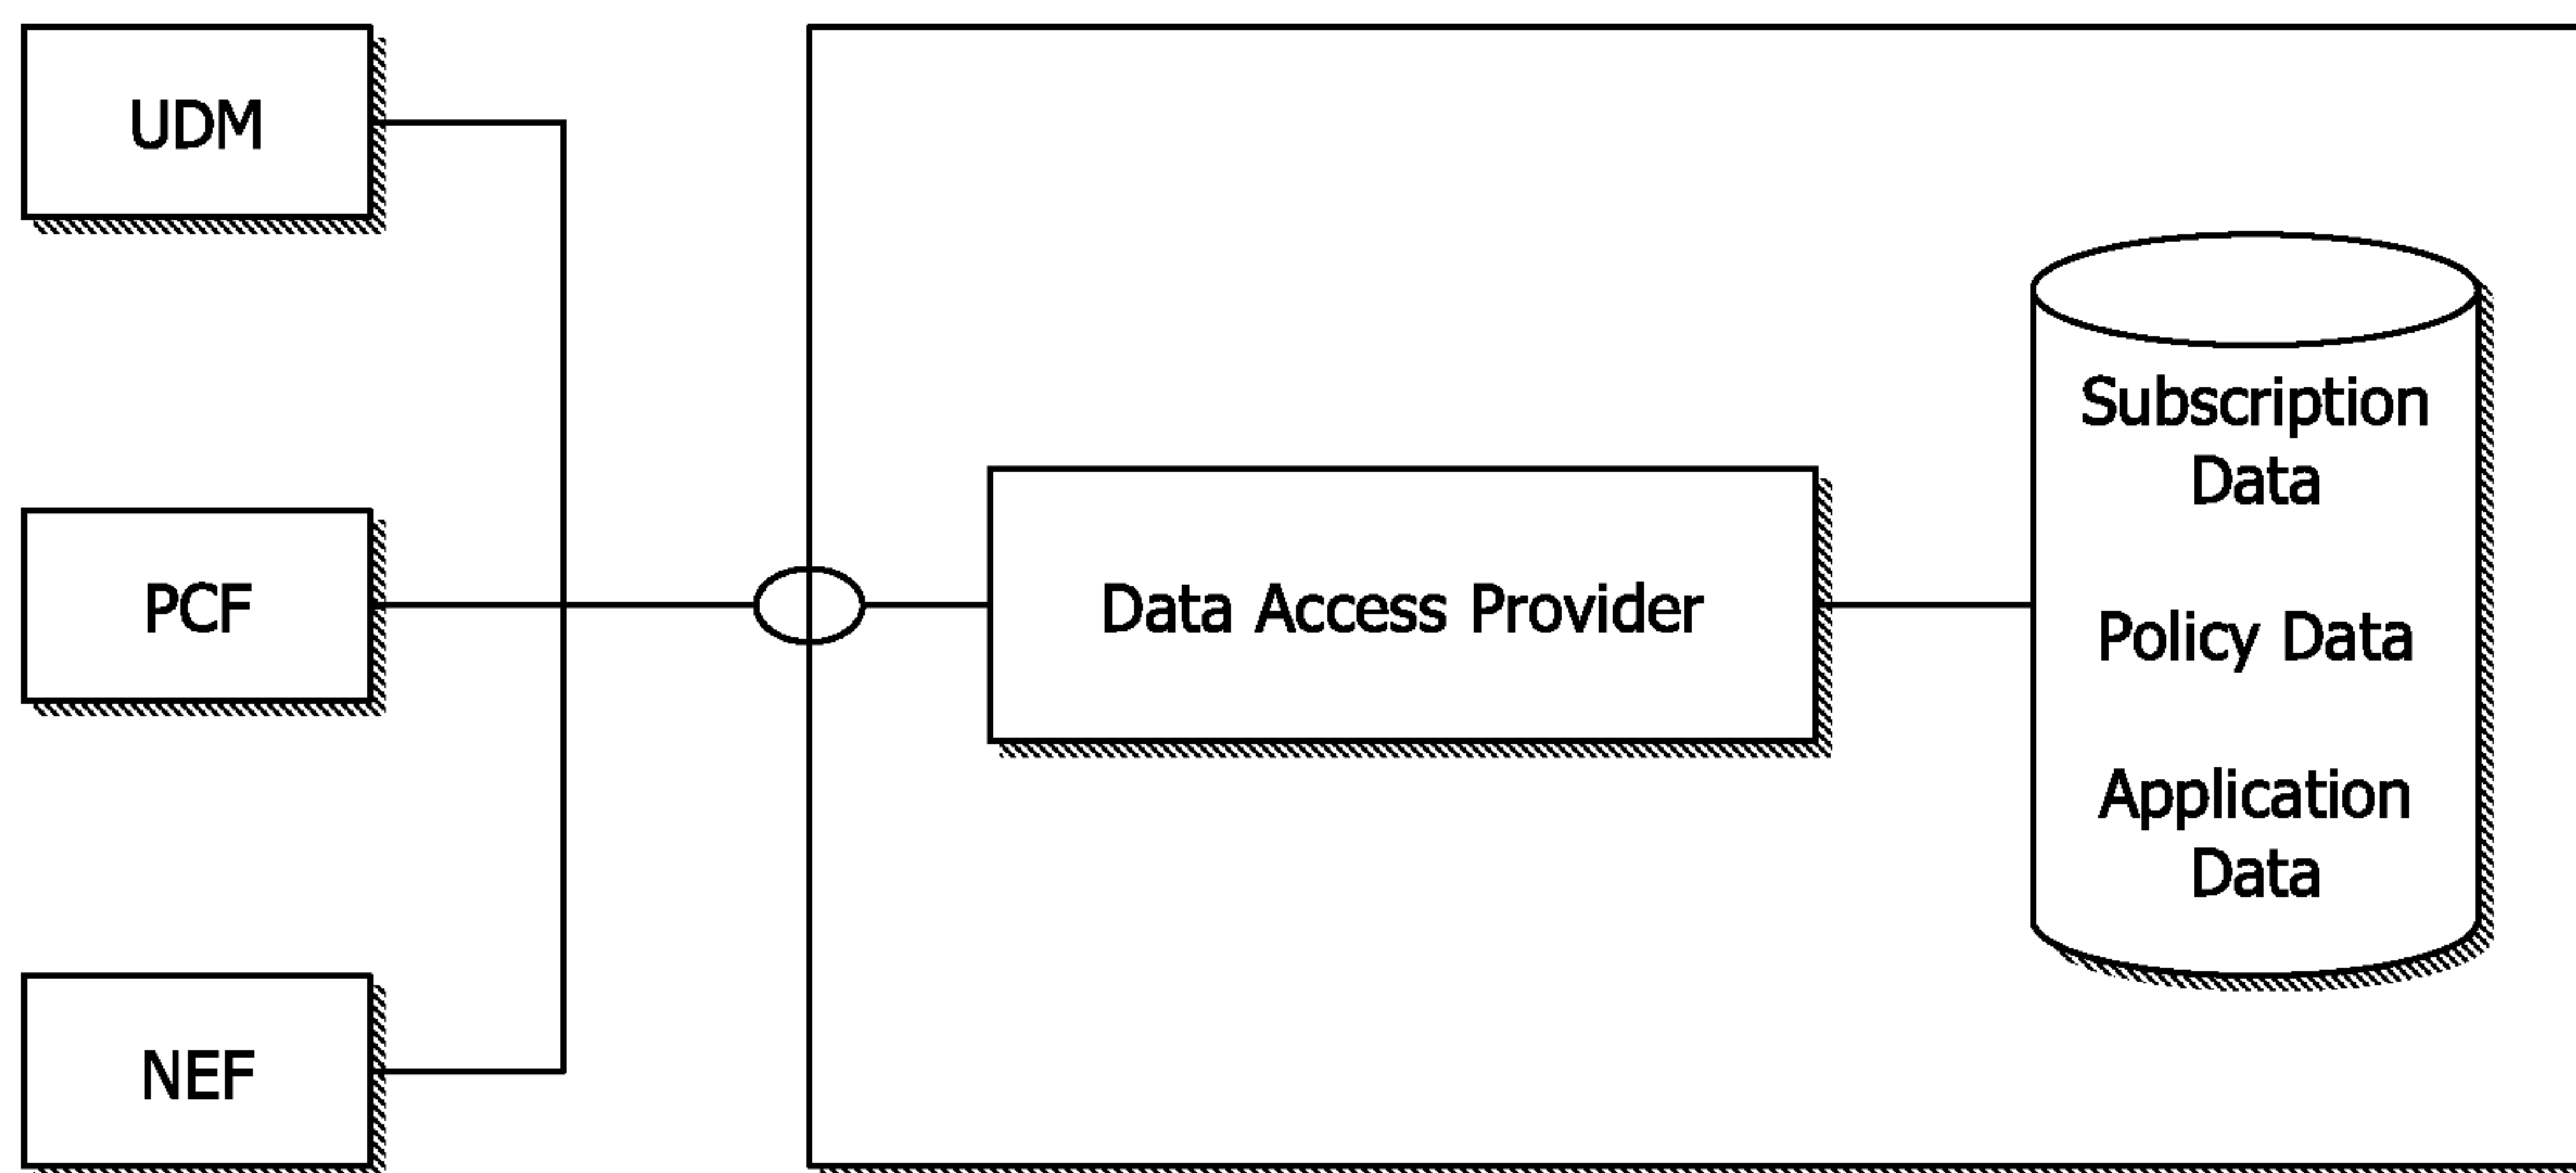 UDM
PCF
NEF
Data Access Provider
Subscription
Data
Policy Data
Application
Data